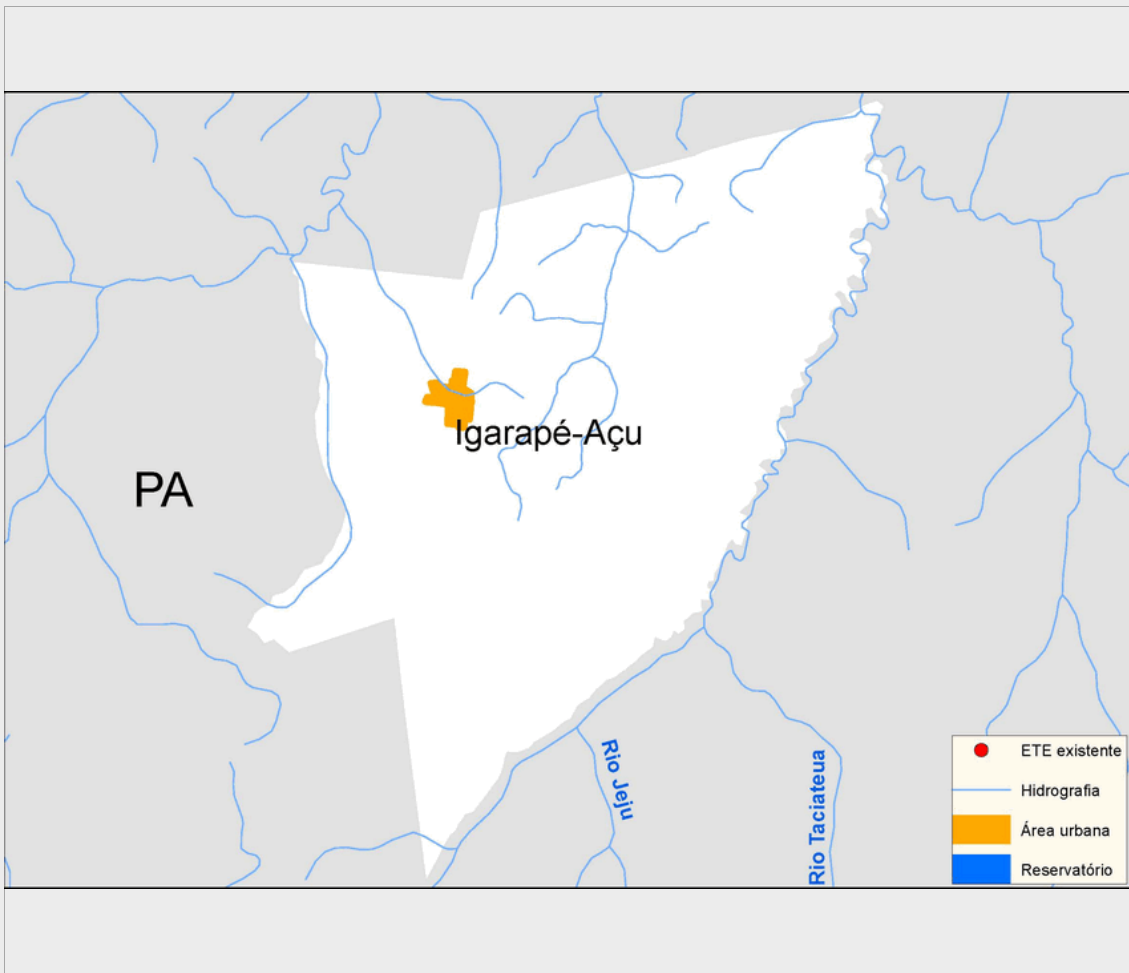 Igarapé-Açu
PA
Rio Jeju
Rio Taciateua
ETE existente
Hidrografia
Área urbana
Reservatório